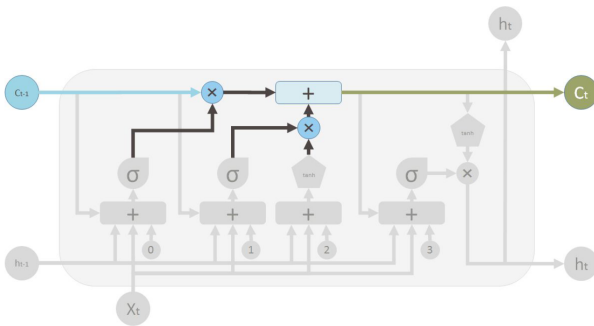 hₜ
Cₜ₋₁
×
+
Cₜ
×
tanh
σ
σ
tanh
σ
×
+
+
+
+
0
1
2
3
hₜ₋₁
hₜ
Xₜ